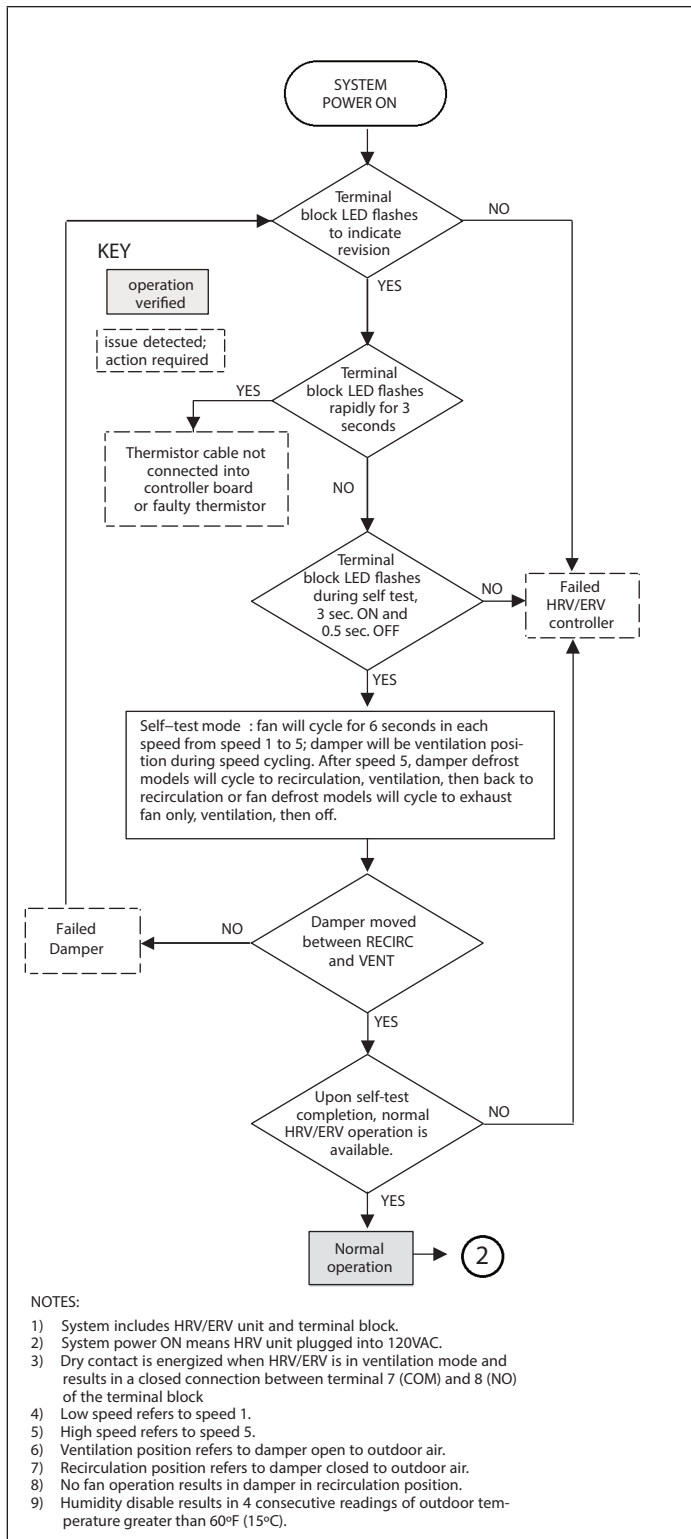 SYSTEM
POWER ON
Terminal
block LED flashes
to indicate
revision
NO
YES
KEY
operation
verified
issue detected;
action required
Terminal
block LED flashes
rapidly for 3
seconds
YES
NO
Thermistor cable not
connected into
controller board
or faulty thermistor
Terminal
block LED flashes
during self test,
3 sec. ON and
0.5 sec. OFF
NO
YES
Failed
HRV/ERV
controller
Self–test mode : fan will cycle for 6 seconds in each
speed from speed 1 to 5; damper will be ventilation posi-
tion during speed cycling. After speed 5, damper defrost
models will cycle to recirculation, ventilation, then back to
recirculation or fan defrost models will cycle to exhaust
fan only, ventilation, then off.
Damper moved
between RECIRC
and VENT
NO
YES
Failed
Damper
Upon self-test
completion, normal
HRV/ERV operation is
available.
NO
YES
Normal
operation
2
NOTES:
1) System includes HRV/ERV unit and terminal block.
2) System power ON means HRV unit plugged into 120VAC.
3) Dry contact is energized when HRV/ERV is in ventilation mode and
results in a closed connection between terminal 7 (COM) and 8 (NO)
of the terminal block
4) Low speed refers to speed 1.
5) High speed refers to speed 5.
6) Ventilation position refers to damper open to outdoor air.
7) Recirculation position refers to damper closed to outdoor air.
8) No fan operation results in damper in recirculation position.
9) Humidity disable results in 4 consecutive readings of outdoor tem-
perature greater than 60ºF (15ºC).